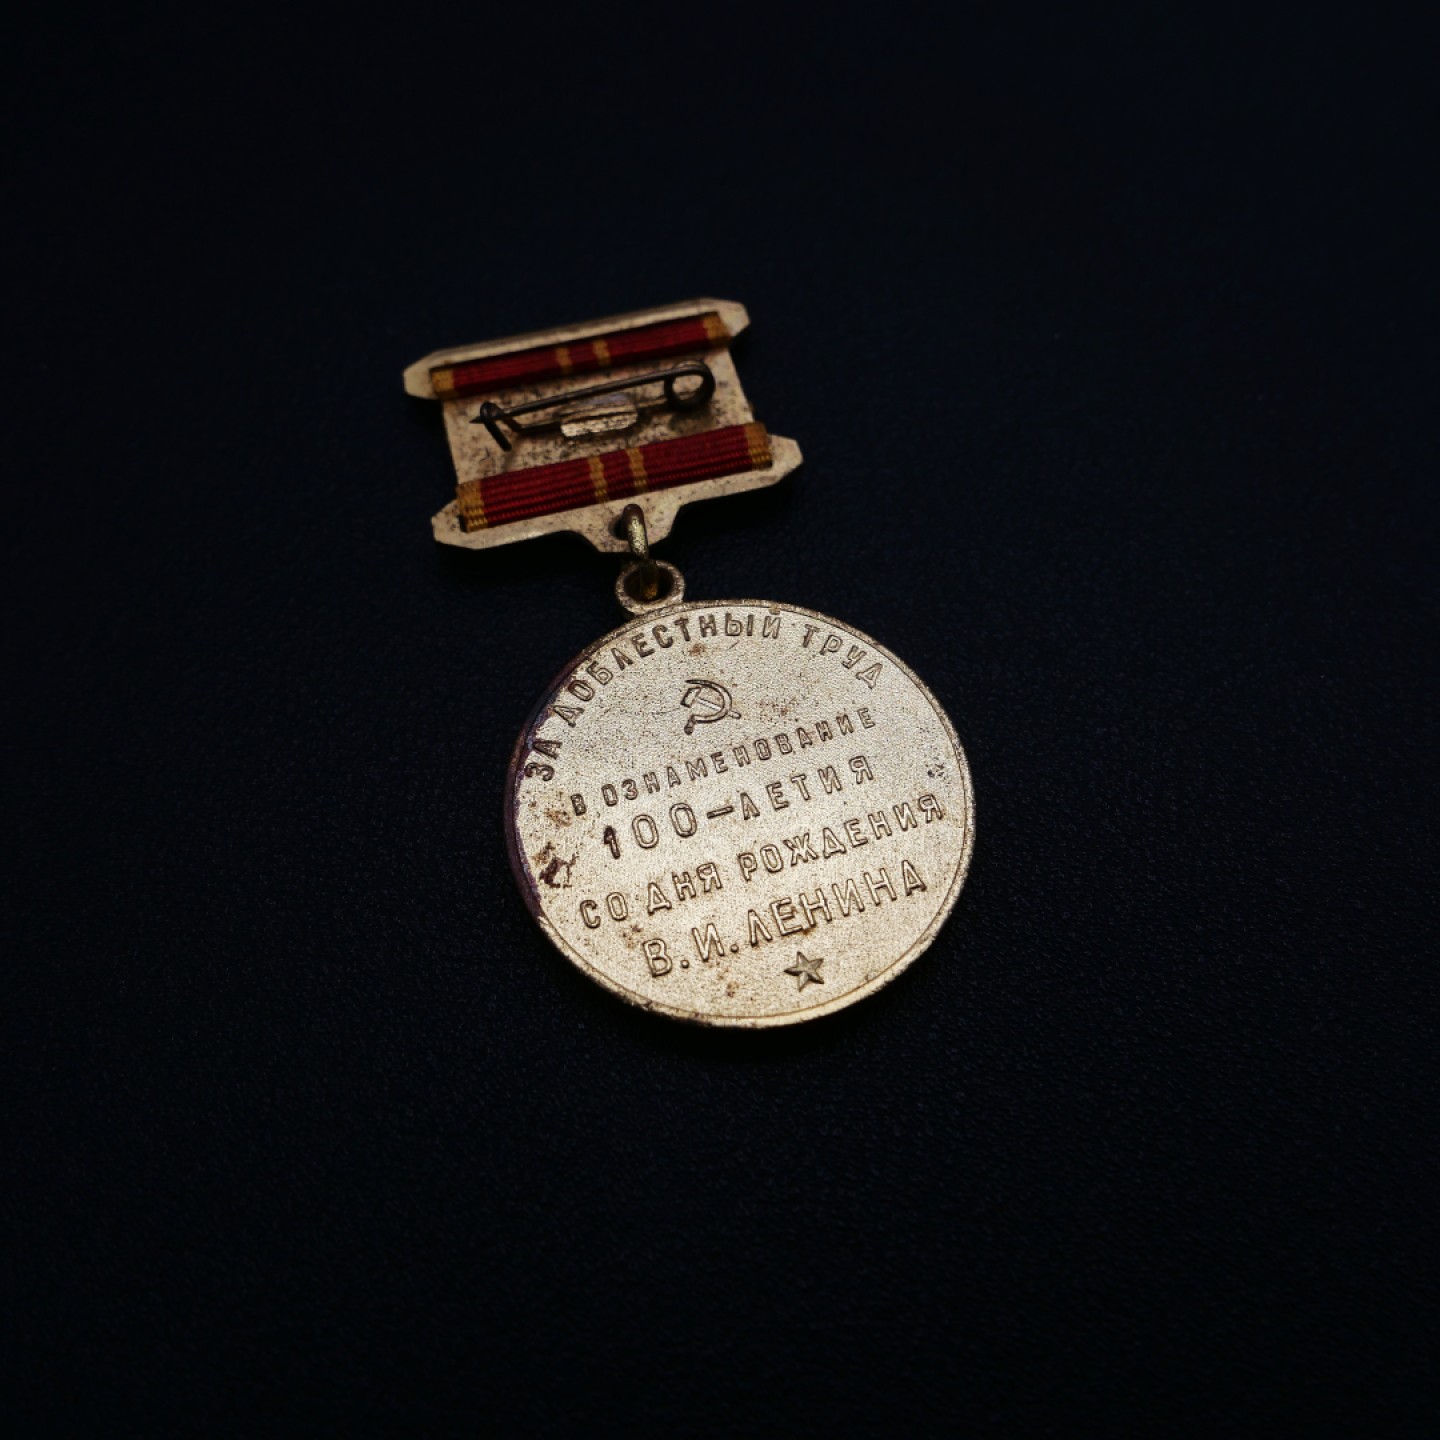 ЗА ДОБЛЕСТНЫЙ ТРУД
В ОЗНАМЕНОВАНИЕ
100-ЛЕТИЯ
СО ДНЯ РОЖДЕНИЯ
В. И. ЛЕНИНА